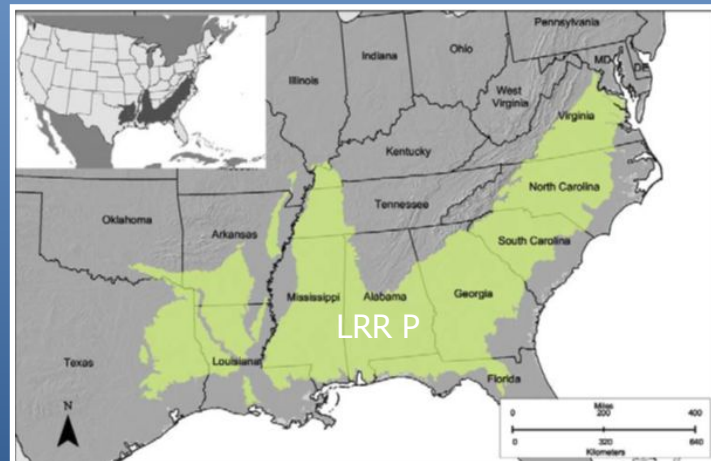 Pennsylvania
Ohio
Indiana
Illinois
MD
DE
West
Virginia
Virginia
Kentucky
North Carolina
Tennessee
Oklahoma
Arkansas
South Carolina
Mississippi
Alabama
Georgia
LRR P
Texas
Louisiana
Florida
N
Miles
0 200 400
0 320 640
Kilometers